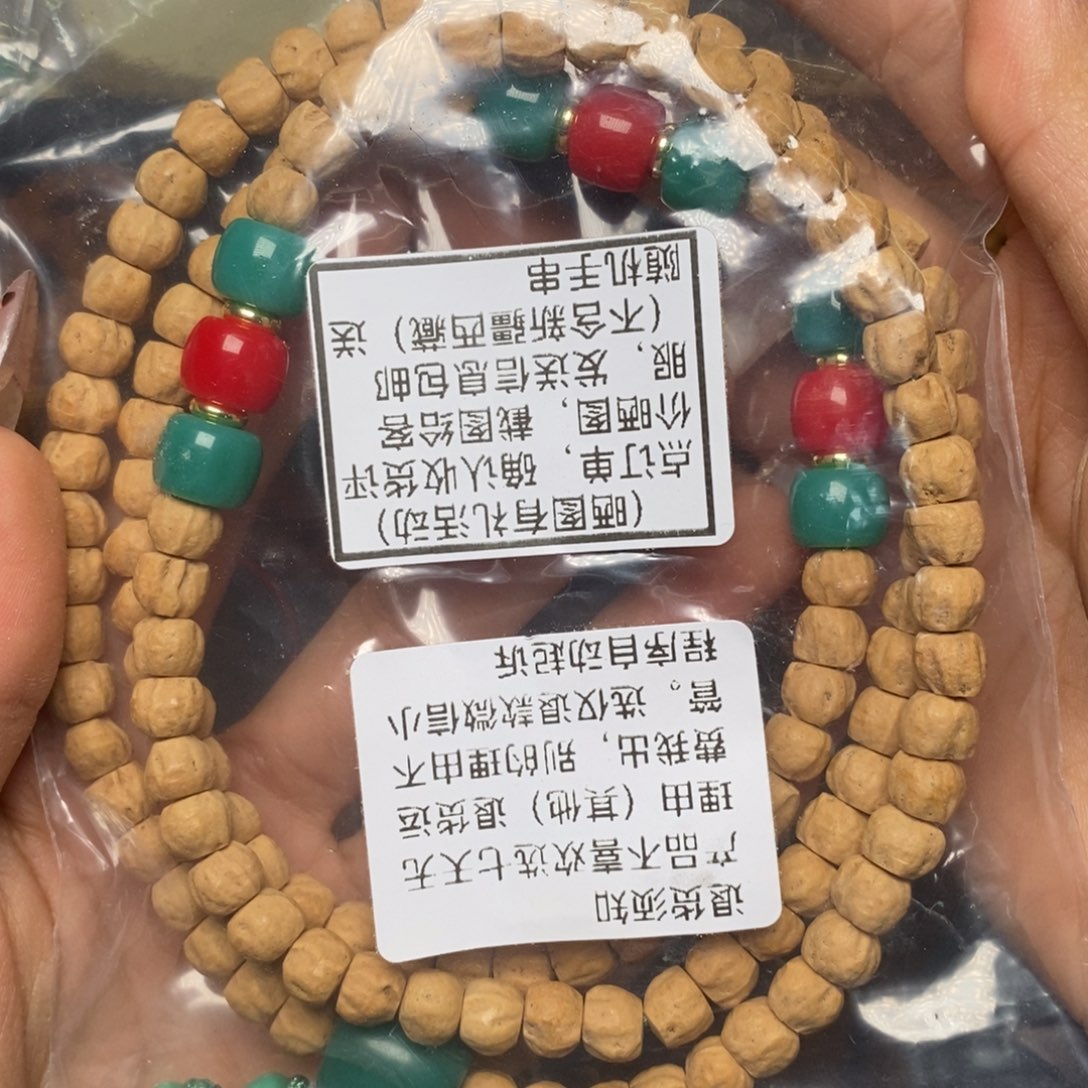 退货须知
产品不喜欢选七天无
理由（其他）退货运
费我出，别的理由不
管。选仅退款微信小
程序自动起诉
（晒图有礼活动）
点订单，确认收货评
价晒图，截图给客
服，发送信息包邮
（不含新疆西藏）送
随机手串